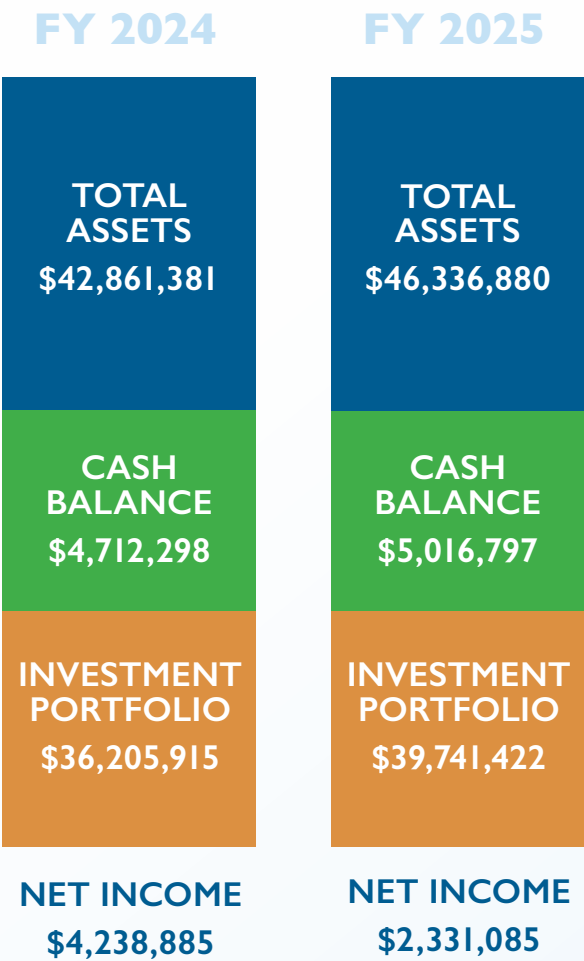 FY 2024
TOTAL
ASSETS
$42,861,381
CASH
BALANCE
$4,712,298
INVESTMENT
PORTFOLIO
$36,205,915
NET INCOME
$4,238,885
FY 2025
TOTAL
ASSETS
$46,336,880
CASH
BALANCE
$5,016,797
INVESTMENT
PORTFOLIO
$39,741,422
NET INCOME
$2,331,085